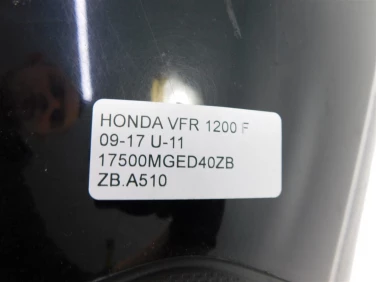 HONDA VFR 1200 F
09-17 U-11
17500MGED40ZB
ZB.A510